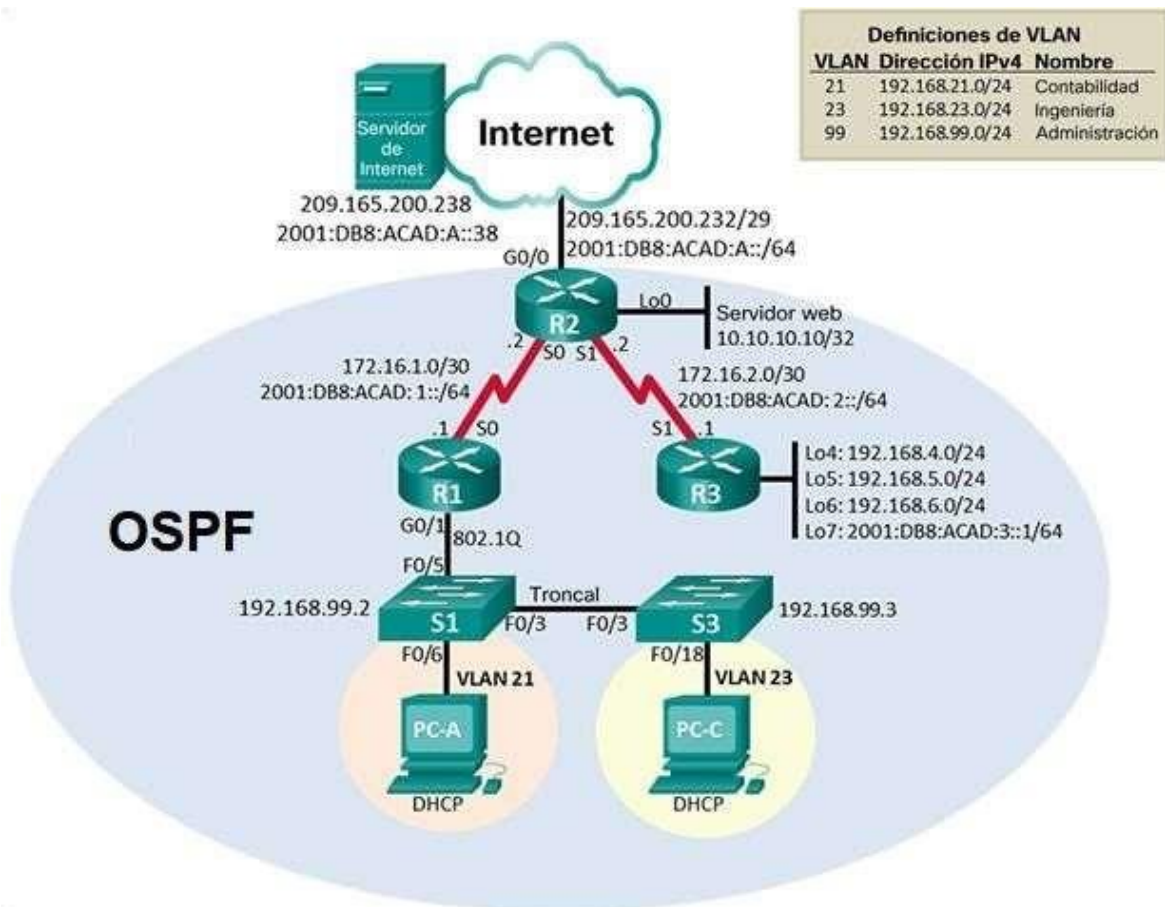 Definiciones de VLAN
VLAN Dirección IPv4 Nombre
21 192.168.21.0/24 Contabilidad
23 192.168.23.0/24 Ingeniería
99 192.168.99.0/24 Administración
Servidor
de
Internet
Internet
209.165.200.238
2001:DB8:ACAD:A::38
209.165.200.232/29
2001:DB8:ACAD:A::/64
G0/0
R2
Lo0
Servidor web
10.10.10.10/32
.2
S0
S1
.2
172.16.1.0/30
2001:DB8:ACAD: 1::/64
172.16.2.0/30
2001:DB8:ACAD: 2::/64
.1
S0
S1
.1
R1
R3
Lo4: 192.168.4.0/24
Lo5: 192.168.5.0/24
Lo6: 192.168.6.0/24
Lo7: 2001:DB8:ACAD:3::1/64
OSPF
G0/1
802.1Q
F0/5
192.168.99.2
S1
Troncal
F0/3
F0/3
S3
192.168.99.3
F0/6
VLAN 21
F0/18
VLAN 23
PC-A
DHCP
PC-C
DHCP